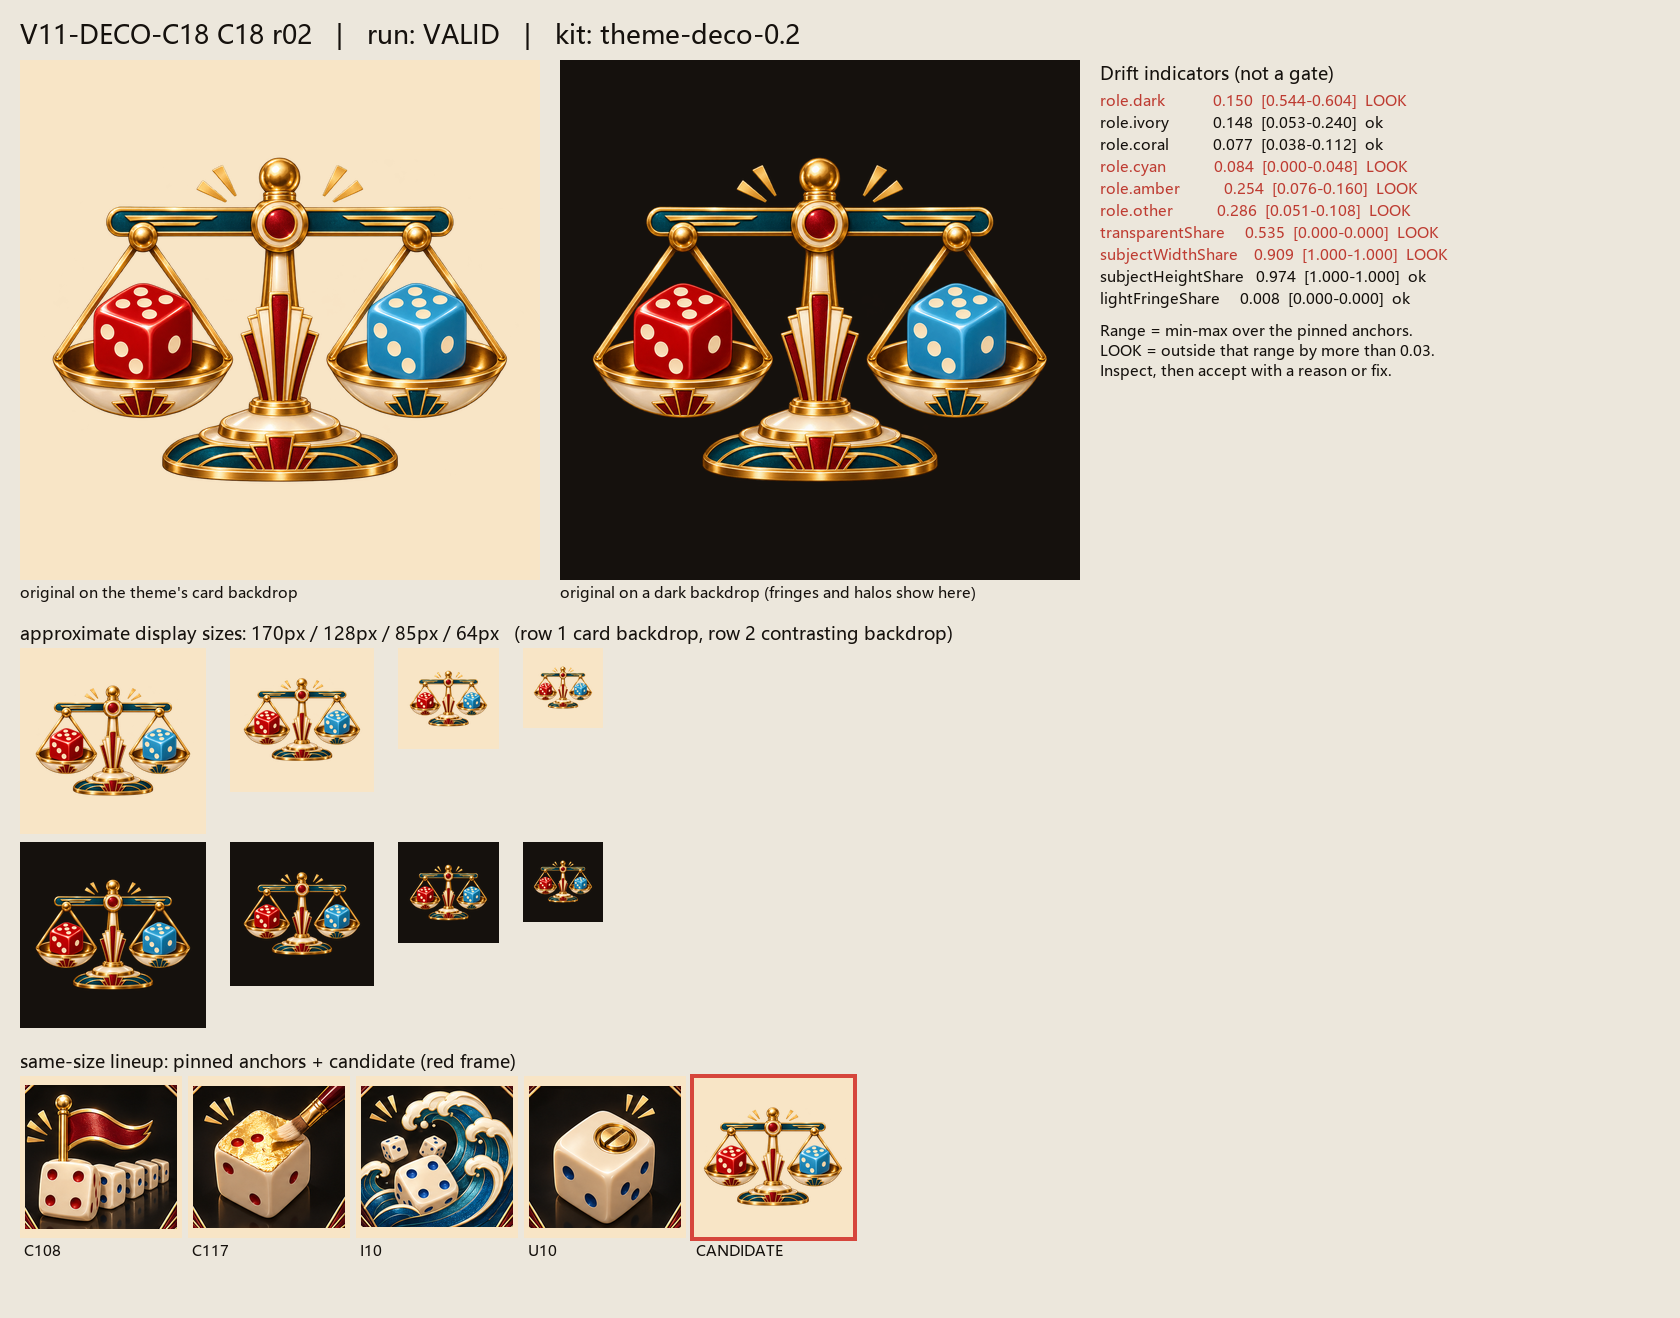 V11-DECO-C18 C18 r02 | run: VALID | kit: theme-deco-0.2
Drift indicators (not a gate)
role.dark 0.150 [0.544-0.604] LOOK
role.ivory 0.148 [0.053-0.240] ok
role.coral 0.077 [0.038-0.112] ok
role.cyan 0.084 [0.000-0.048] LOOK
role.amber 0.254 [0.076-0.160] LOOK
role.other 0.286 [0.051-0.108] LOOK
transparentShare 0.535 [0.000-0.000] LOOK
subjectWidthShare 0.909 [1.000-1.000] LOOK
subjectHeightShare 0.974 [1.000-1.000] ok
lightFringeShare 0.008 [0.000-0.000] ok
Range = min-max over the pinned anchors.
LOOK = outside that range by more than 0.03.
Inspect, then accept with a reason or fix.
original on the theme's card backdrop
original on a dark backdrop (fringes and halos show here)
approximate display sizes: 170px / 128px / 85px / 64px (row 1 card backdrop, row 2 contrasting backdrop)
same-size lineup: pinned anchors + candidate (red frame)
C108
C117
I10
U10
CANDIDATE